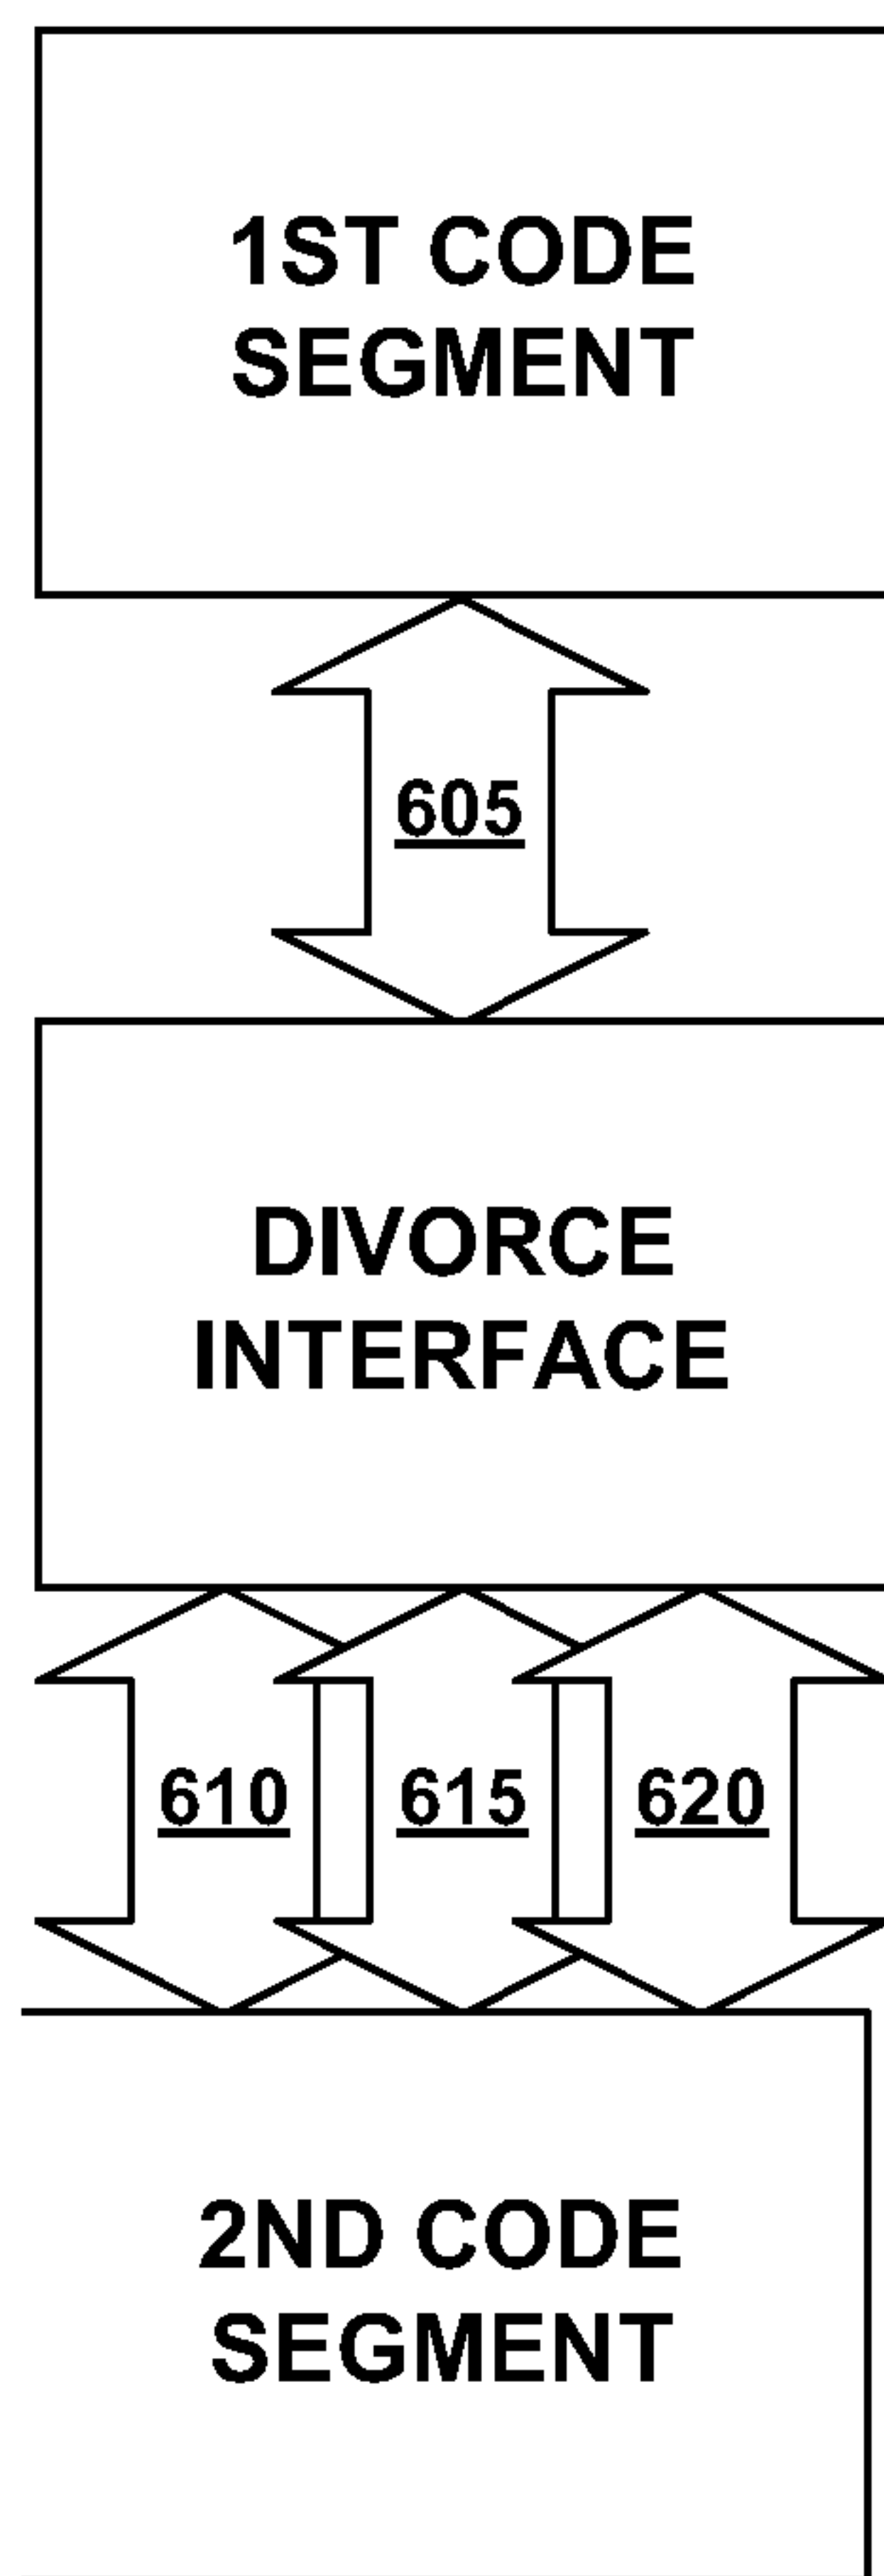 1ST CODE
SEGMENT
605
DIVORCE
INTERFACE
610 615 620
2ND CODE
SEGMENT